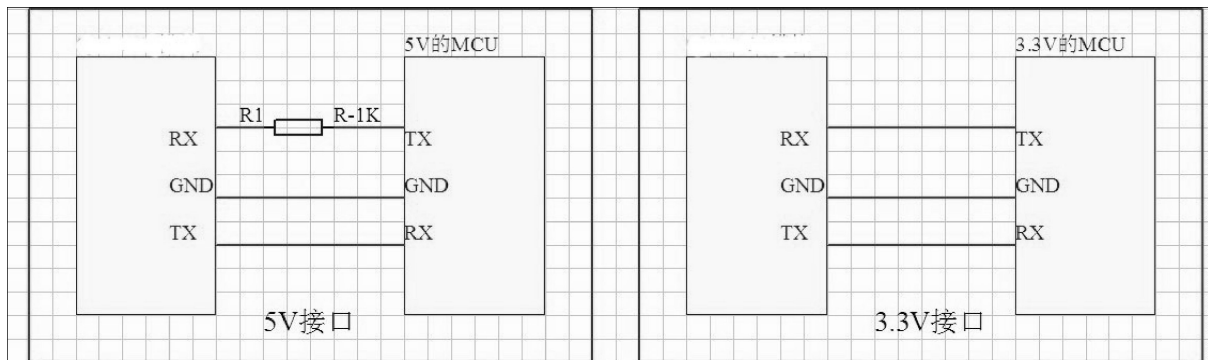 5V的MCU
R1 R-1K
RX TX
GND GND
TX RX
5V接口
3.3V的MCU
RX TX
GND GND
TX RX
3.3V接口